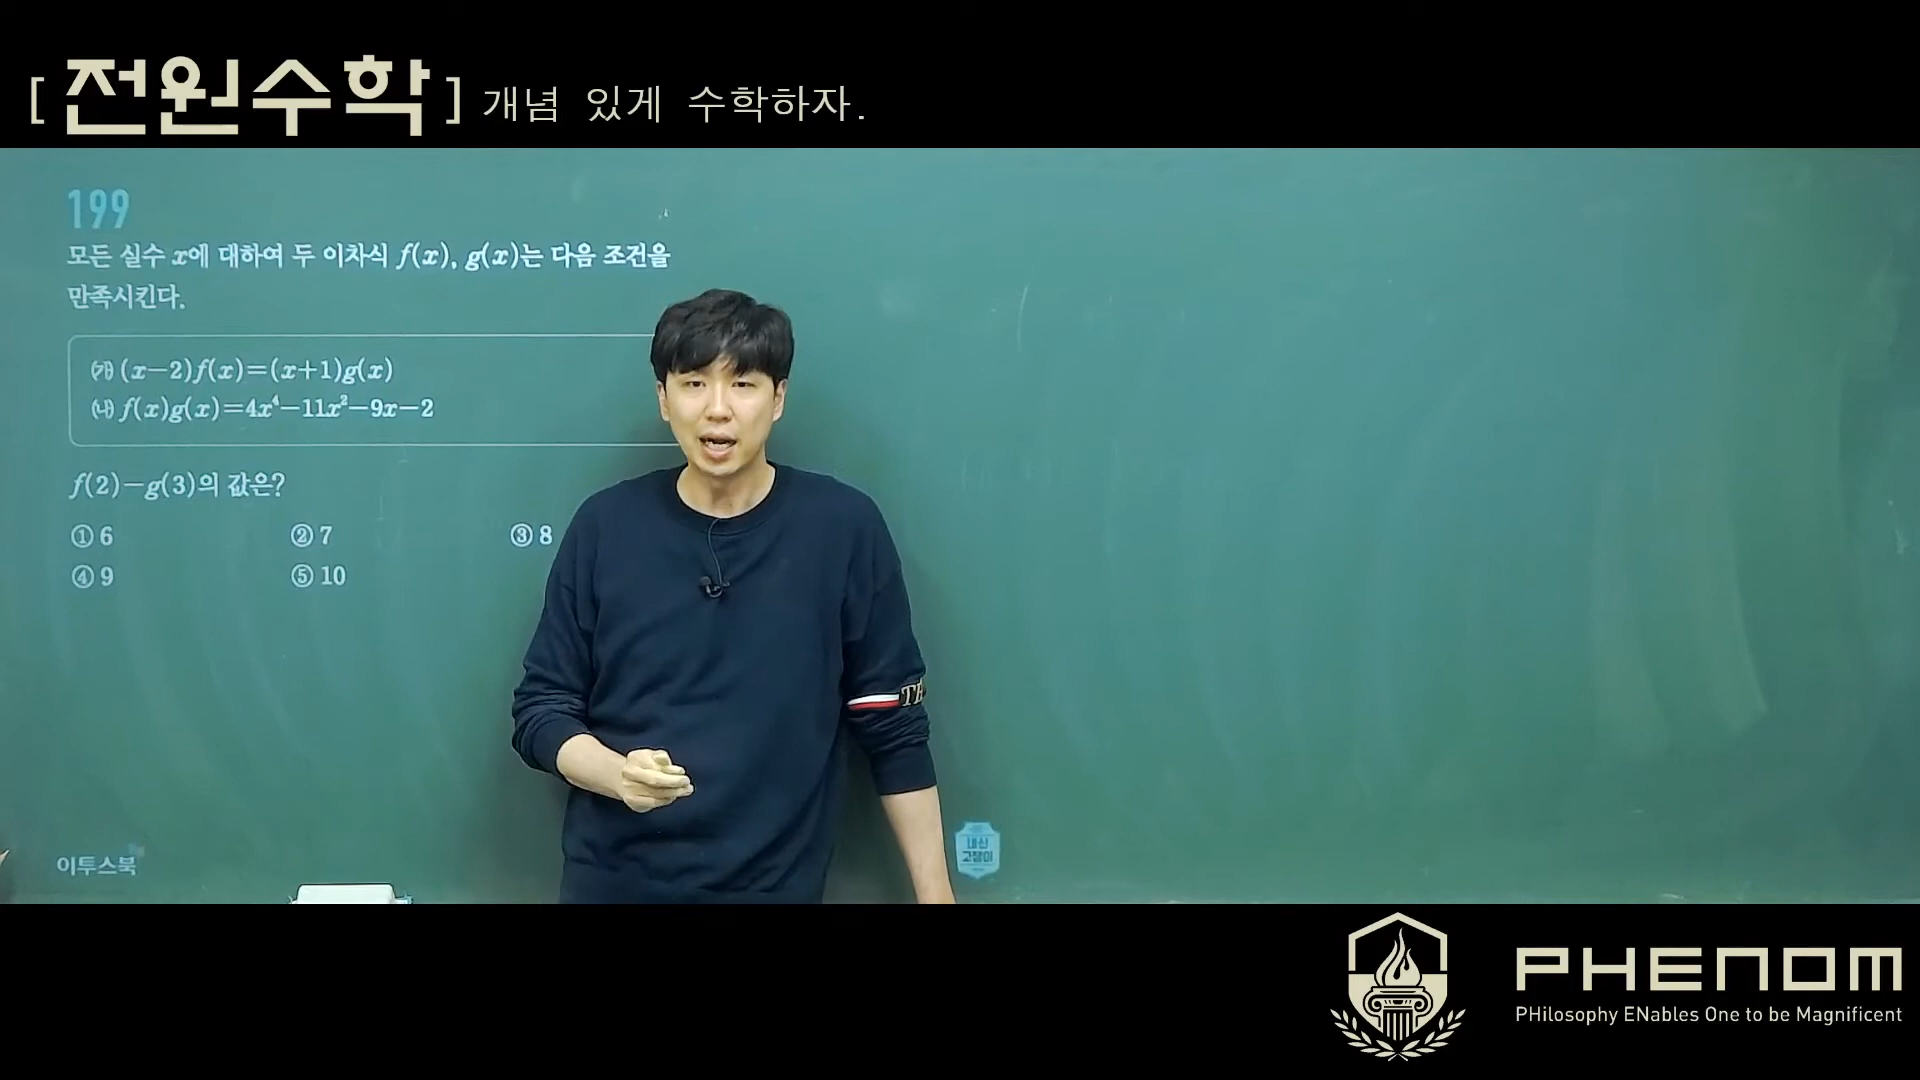 [전원수학] 개념 있게 수학하자.
199
모든 실수 x에 대하여 두 이차식 f(x), g(x)는 다음 조건을
만족시킨다.
㈎ (x-2)f(x)=(x+1)g(x)
㈏ f(x)g(x)=4x⁴-11x²-9x-2
f(2)-g(3)의 값은?
① 6 ② 7 ③ 8
④ 9 ⑤ 10
이투스북
내신
고쟁이
PHENOM
PHilosophy ENables One to be Magnificent